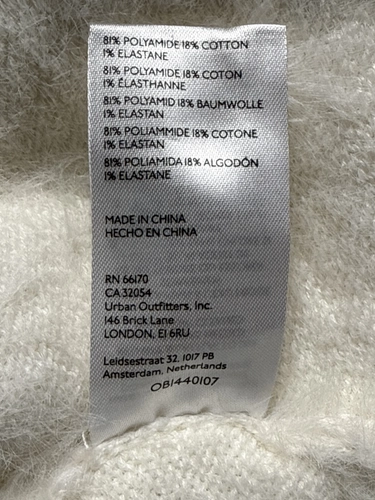 81% POLYAMIDE 18% COTTON
1% ELASTANE
81% POLYAMIDE 18% COTON
1% ÉLASTHANNE
81% POLYAMID 18% BAUMWOLLE
1% ELASTAN
81% POLIAMMIDE 18% COTONE
1% ELASTAN
81% POLIAMIDA 18% ALGODÓN
1% ELASTANE
MADE IN CHINA
HECHO EN CHINA
RN 66170
CA 32054
Urban Outfitters, Inc.
146 Brick Lane
LONDON, E1 6RU
Leidsestraat 32, 1017 PB
Amsterdam, Netherlands
OB1440107